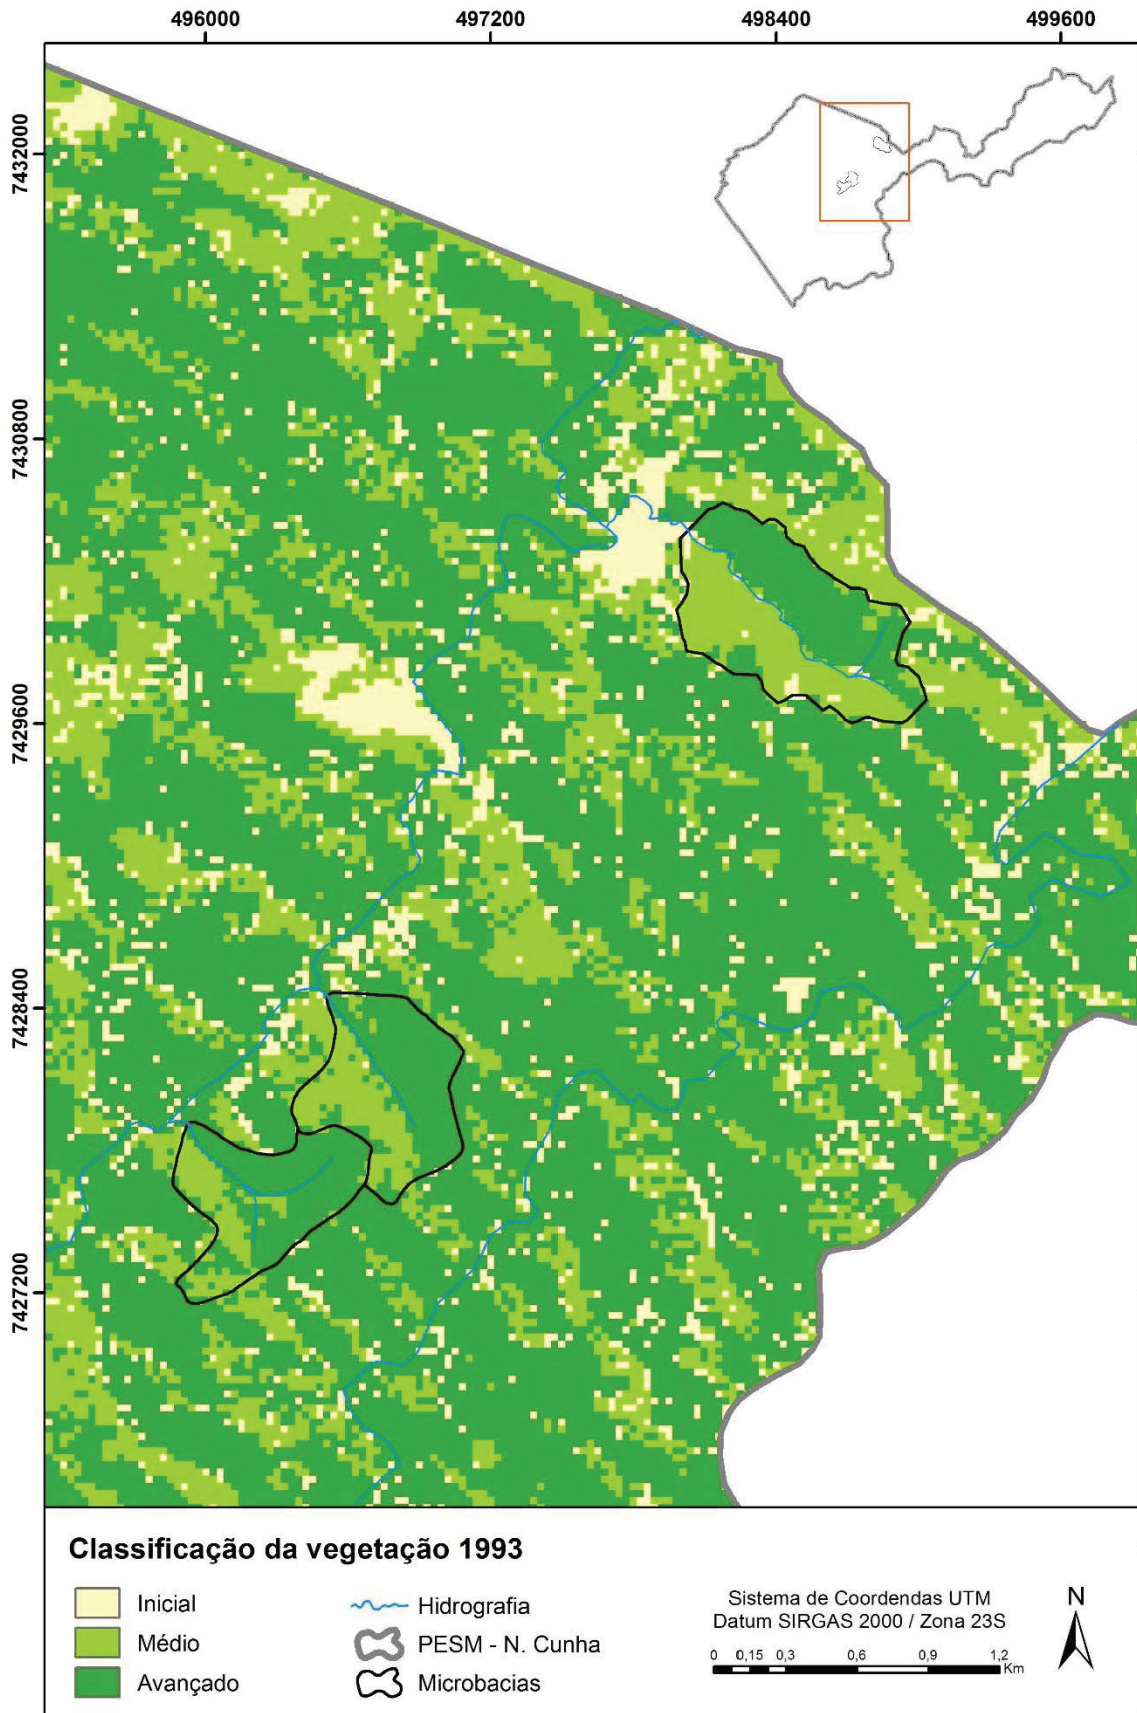 496000 497200 498400 499600
7432000
7430800
7429600
7428400
7427200
Classificação da vegetação 1993
Inicial
Médio
Avançado
Hidrografia
PESM - N. Cunha
Microbacias
Sistema de Coordendas UTM
Datum SIRGAS 2000 / Zona 23S
0 0,15 0,3 0,6 0,9 1,2
Km
N